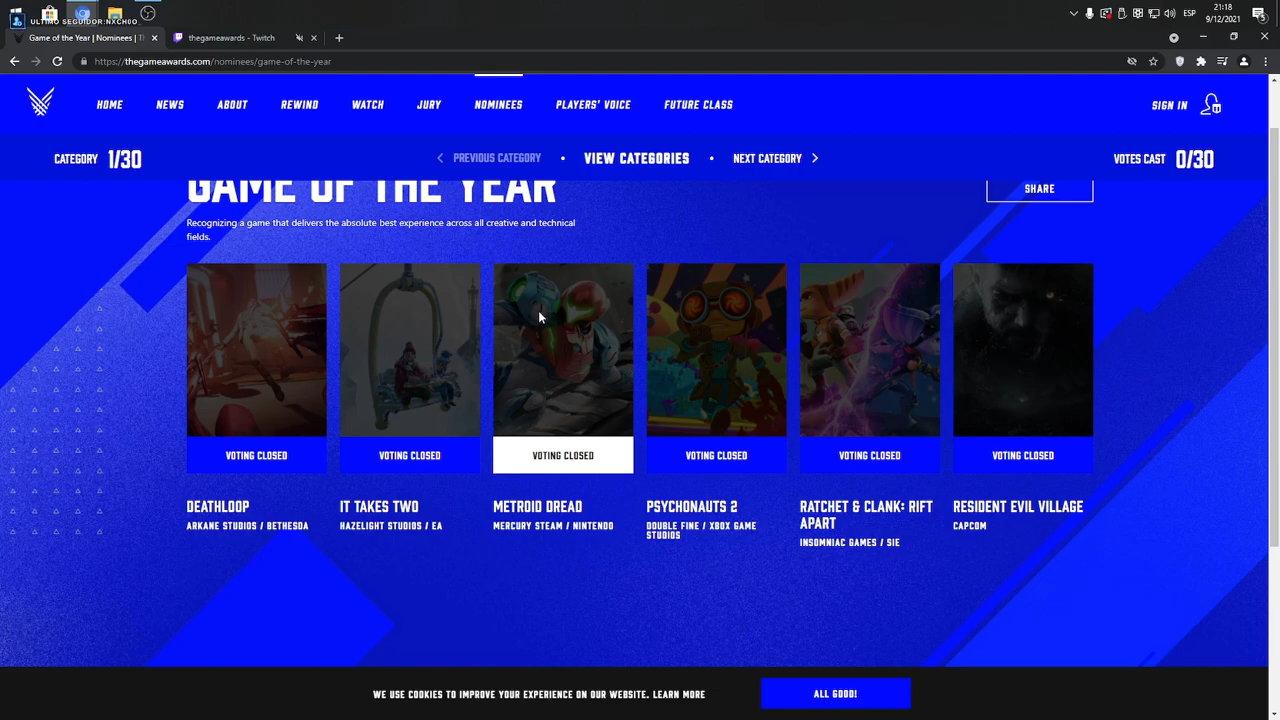 ULTIMO SEGUIDOR:NXCH0O_
ESP
21:18
9/12/2021
Game of the Year | Nominees | T
thegameawards - Twitch
https://thegameawards.com/nominees/game-of-the-year
HOME NEWS ABOUT REWIND WATCH JURY NOMINEES PLAYERS' VOICE FUTURE CLASS SIGN IN
CATEGORY 1/30 PREVIOUS CATEGORY • VIEW CATEGORIES • NEXT CATEGORY VOTES CAST 0/30
GAME OF THE YEAR
SHARE
Recognizing a game that delivers the absolute best experience across all creative and technical
fields.
VOTING CLOSED VOTING CLOSED VOTING CLOSED VOTING CLOSED VOTING CLOSED VOTING CLOSED
DEATHLOOP
ARKANE STUDIOS / BETHESDA
IT TAKES TWO
HAZELIGHT STUDIOS / EA
METROID DREAD
MERCURY STEAM / NINTENDO
PSYCHONAUTS 2
DOUBLE FINE / XBOX GAME
STUDIOS
RATCHET & CLANK: RIFT
APART
INSOMNIAC GAMES / SIE
RESIDENT EVIL VILLAGE
CAPCOM
WE USE COOKIES TO IMPROVE YOUR EXPERIENCE ON OUR WEBSITE. LEARN MORE
ALL GOOD!